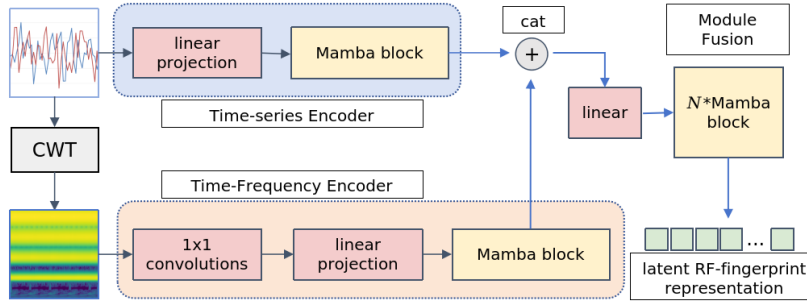 linear
projection
Mamba block
Time-series Encoder
cat
+
Module
Fusion
linear
N*Mamba
block
CWT
Time-Frequency Encoder
1x1
convolutions
linear
projection
Mamba block
...
latent RF-fingerprint
representation